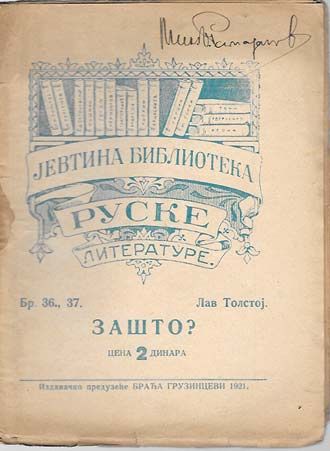 ЈЕВТИНА БИБЛИОТЕКА
РУСКЕ
ЛИТЕРАТУРЕ.
Бр. 36., 37.
Лав Толстој.
ЗАШТО?
ЦЕНА 2 ДИНАРА
Издавачко предузеће БРАЋА ГРУЗИНЦЕВИ 1921.